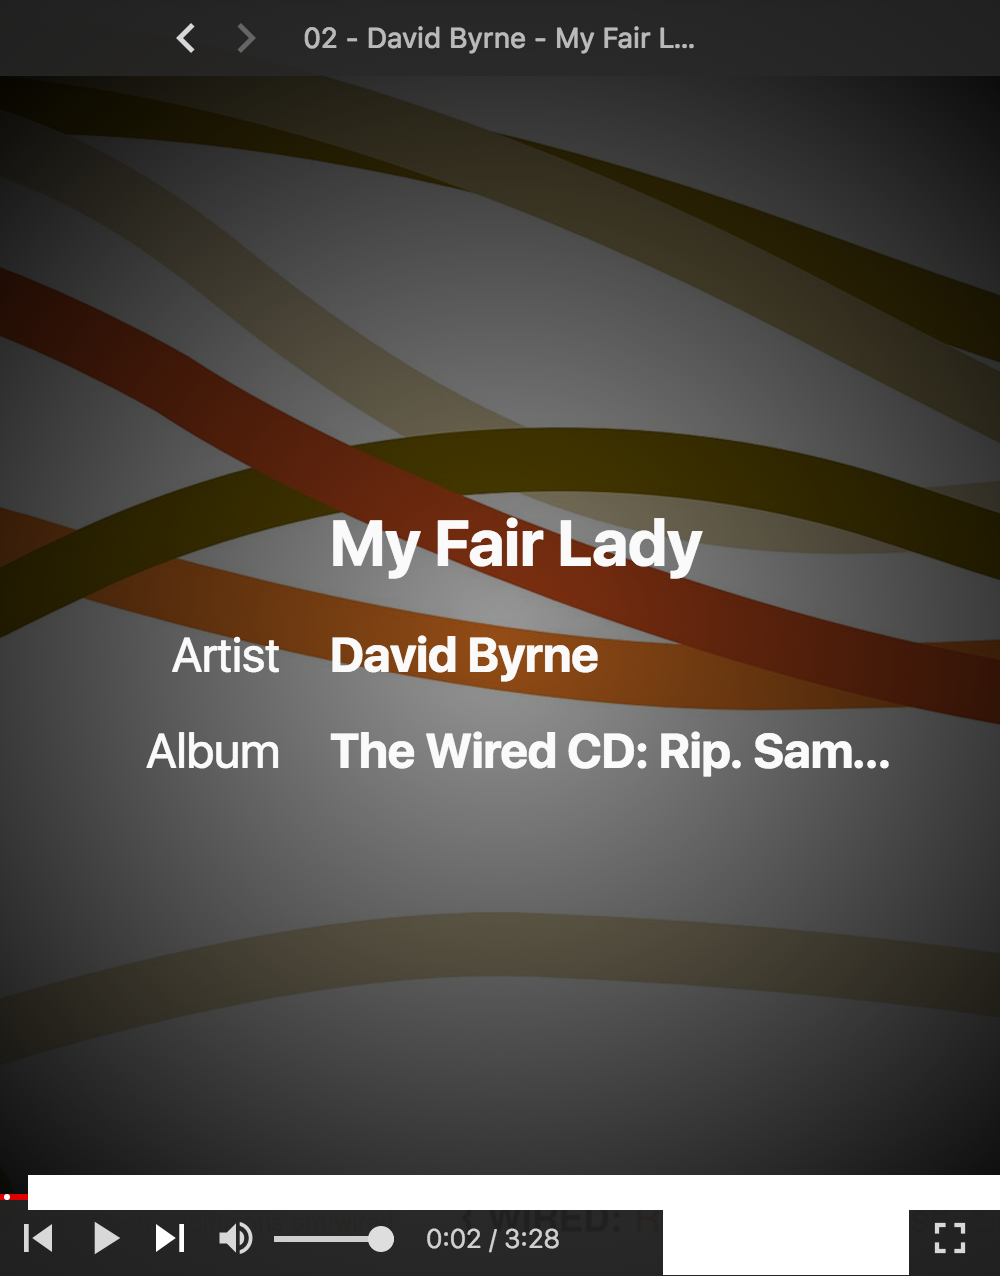 02 - David Byrne - My Fair L...
My Fair Lady
Artist David Byrne
Album The Wired CD: Rip. Sam...
WIRED: R
0:02 / 3:28